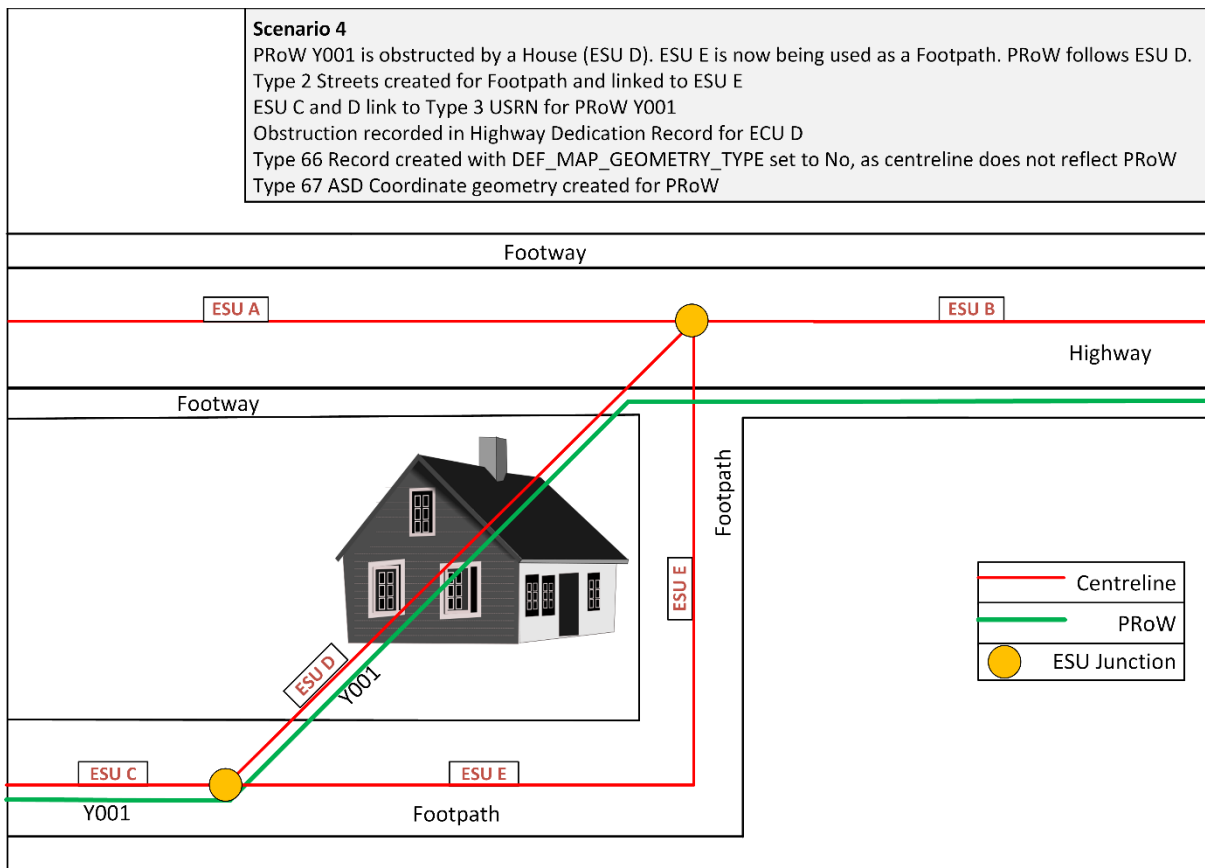 Scenario 4
PRoW Y001 is obstructed by a House (ESU D). ESU E is now being used as a Footpath. PRoW follows ESU D.
Type 2 Streets created for Footpath and linked to ESU E
ESU C and D link to Type 3 USRN for PRoW Y001
Obstruction recorded in Highway Dedication Record for ECU D
Type 66 Record created with DEF_MAP_GEOMETRY_TYPE set to No, as centreline does not reflect PRoW
Type 67 ASD Coordinate geometry created for PRoW
Footway
ESU A
ESU B
Highway
Footway
Footpath
ESU E
Centreline
PRoW
ESU Junction
ESU D
Y001
ESU C
ESU E
Y001
Footpath